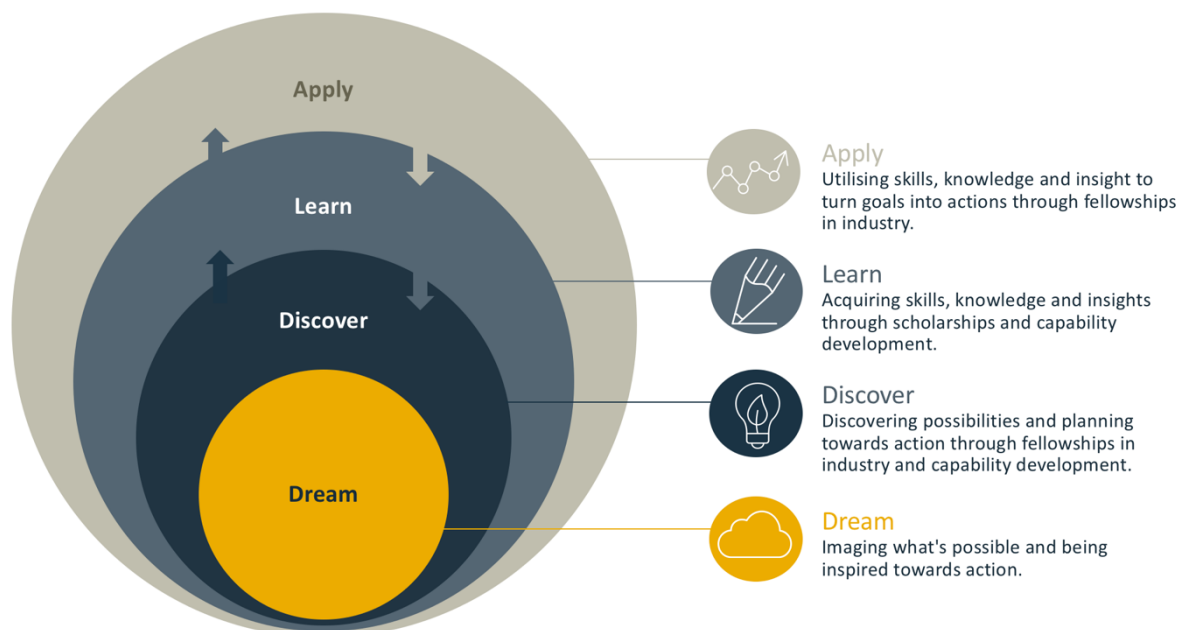 Apply
Learn
Discover
Dream
Apply
Utilising skills, knowledge and insight to
turn goals into actions through fellowships
in industry.
Learn
Acquiring skills, knowledge and insights
through scholarships and capability
development.
Discover
Discovering possibilities and planning
towards action through fellowships in
industry and capability development.
Dream
Imaging what's possible and being
inspired towards action.